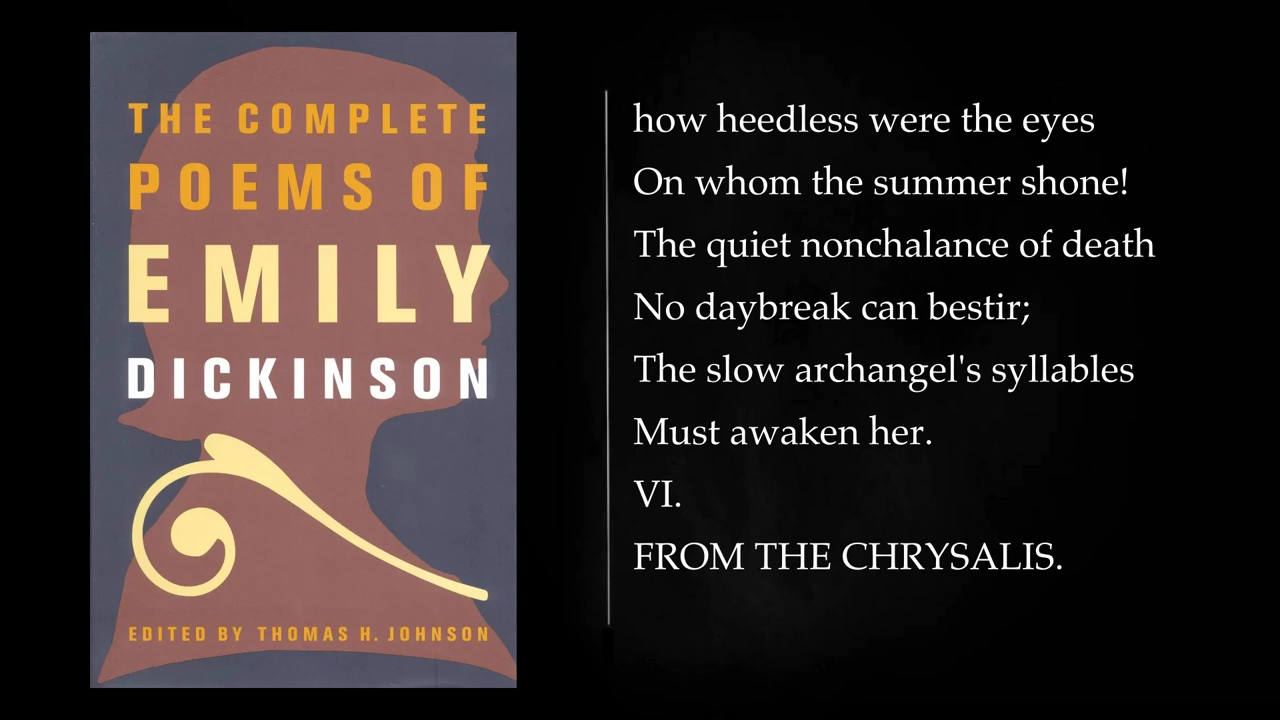 THE COMPLETE
POEMS OF
EMILY
DICKINSON
EDITED BY THOMAS H. JOHNSON
how heedless were the eyes
On whom the summer shone!
The quiet nonchalance of death
No daybreak can bestir;
The slow archangel's syllables
Must awaken her.
VI.
FROM THE CHRYSALIS.